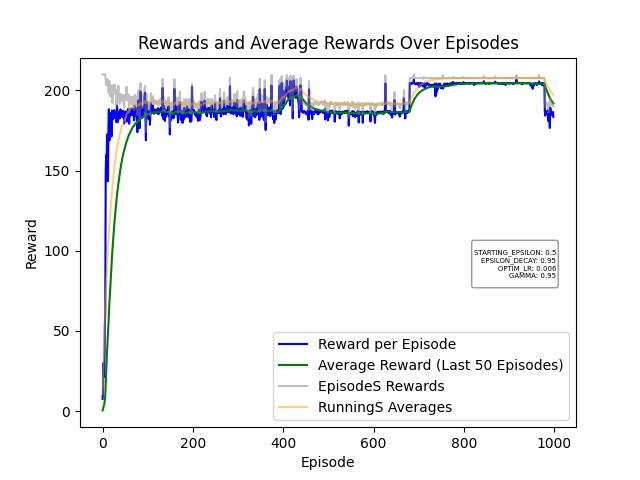 Rewards and Average Rewards Over Episodes
200
150
100
50
0
Reward
STARTING_EPSILON: 0.5
EPSILON_DECAY: 0.95
OPTIM_LR: 0.006
GAMMA: 0.95
Reward per Episode
Average Reward (Last 50 Episodes)
EpisodeS Rewards
RunningS Averages
0 200 400 600 800 1000
Episode